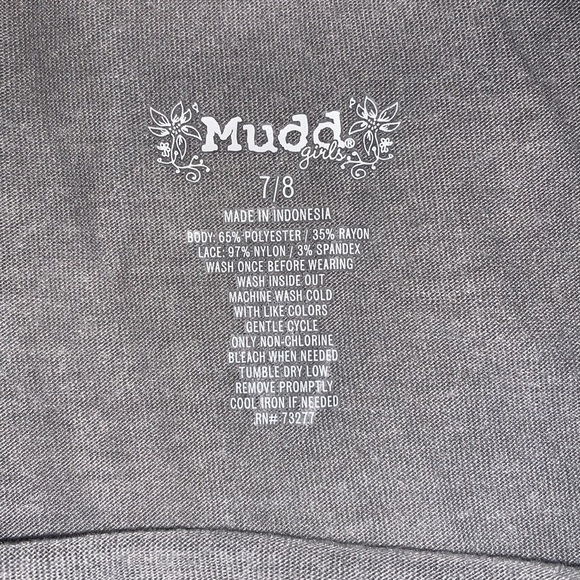 Mudd
girls®
7/8
MADE IN INDONESIA
BODY: 65% POLYESTER / 35% RAYON
LACE: 97% NYLON / 3% SPANDEX
WASH ONCE BEFORE WEARING
WASH INSIDE OUT
MACHINE WASH COLD
WITH LIKE COLORS
GENTLE CYCLE
ONLY NON-CHLORINE
BLEACH WHEN NEEDED
TUMBLE DRY LOW
REMOVE PROMPTLY
COOL IRON IF NEEDED
RN# 73277